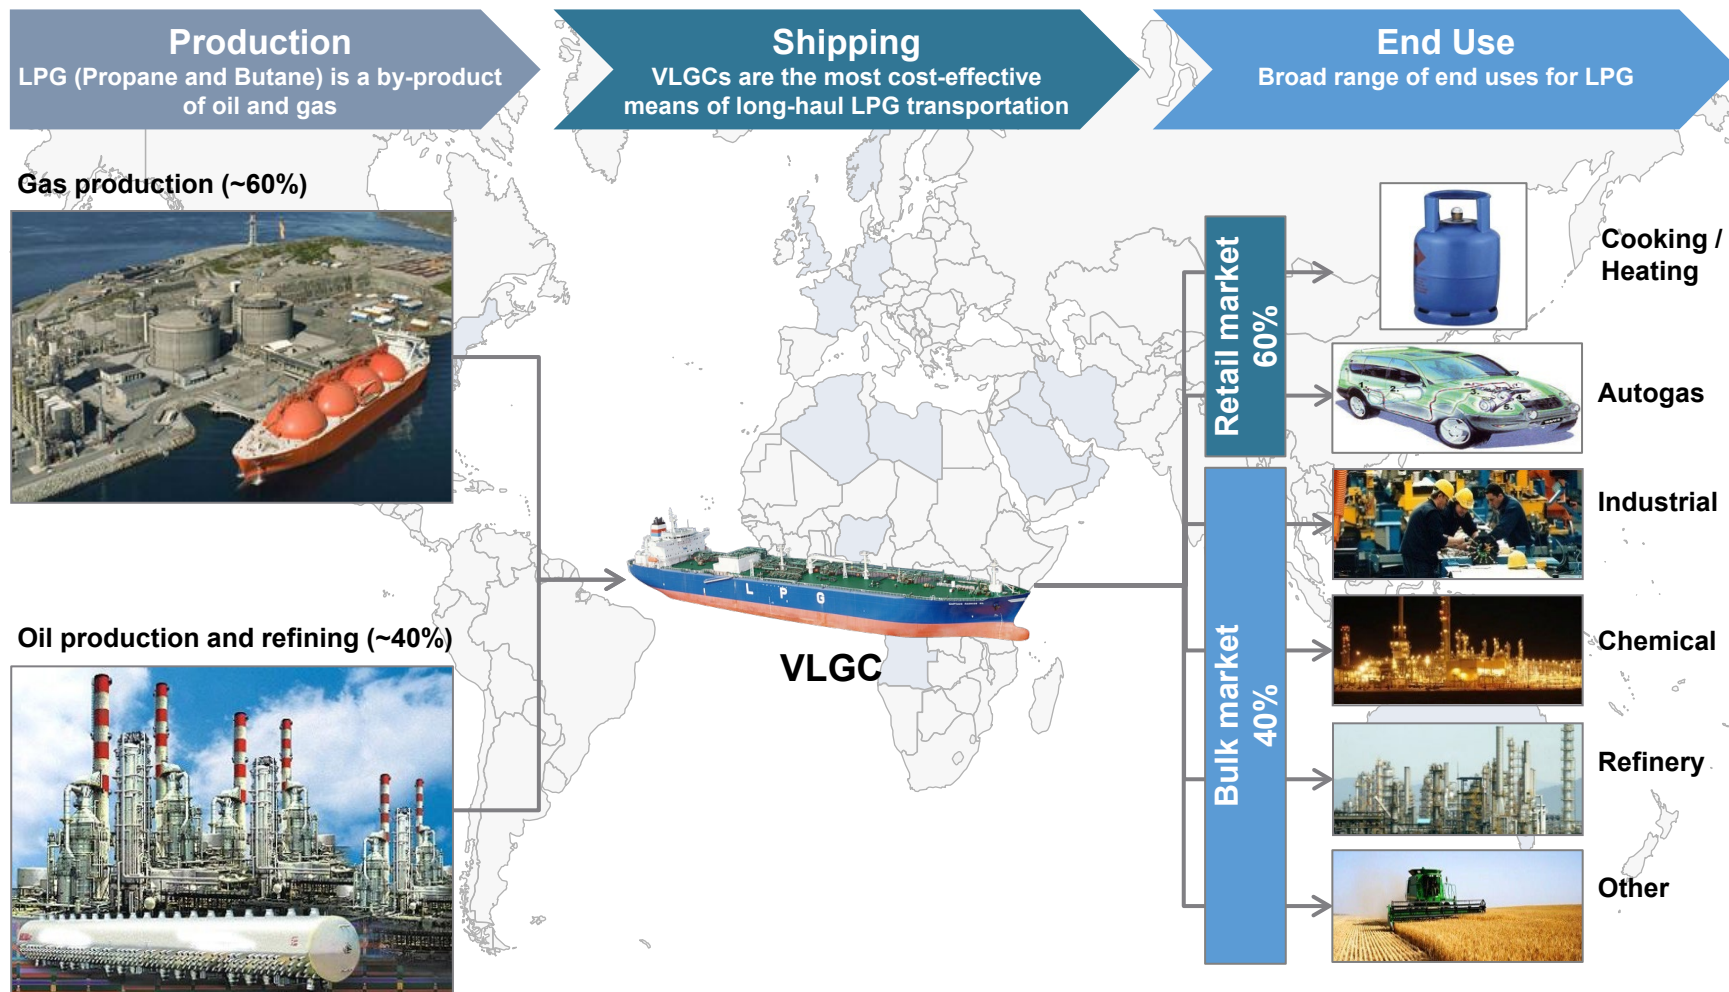 Production
LPG (Propane and Butane) is a by-product
of oil and gas
Shipping
VLGCs are the most cost-effective
means of long-haul LPG transportation
End Use
Broad range of end uses for LPG
Gas production (~60%)
Oil production and refining (~40%)
L P G
VLGC
Retail market
60%
Bulk market
40%
Cooking /
Heating
Autogas
Industrial
Chemical
Refinery
Other